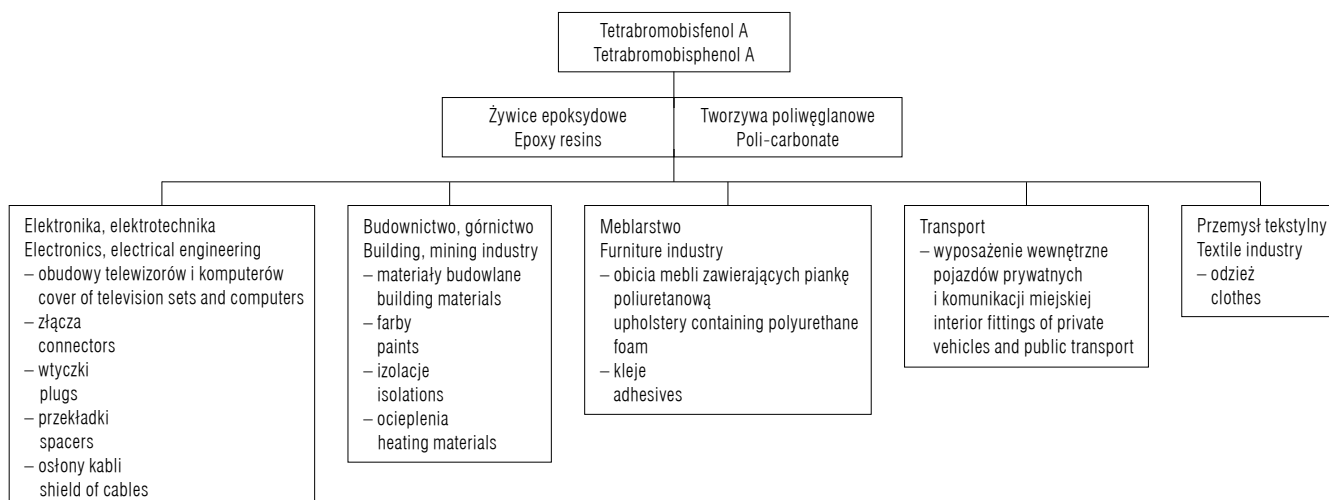 Tetrabromobisfenol A
Tetrabromobisphenol A
Żywice epoksydowe
Epoxy resins
Tworzywa poliwęglanowe
Poli-carbonate
Elektronika, elektrotechnika
Electronics, electrical engineering
– obudowy telewizorów i komputerów
cover of television sets and computers
– złącza
connectors
– wtyczki
plugs
– przekładki
spacers
– osłony kabli
shield of cables
Budownictwo, górnictwo
Building, mining industry
– materiały budowlane
building materials
– farby
paints
– izolacje
isolations
– ocieplenia
heating materials
Meblarstwo
Furniture industry
– obicia mebli zawierających piankę
poliuretanową
upholstery containing polyurethane
foam
– kleje
adhesives
Transport
– wyposażenie wewnętrzne
pojazdów prywatnych
i komunikacji miejskiej
interior fittings of private
vehicles and public transport
Przemysł tekstylny
Textile industry
– odzież
clothes